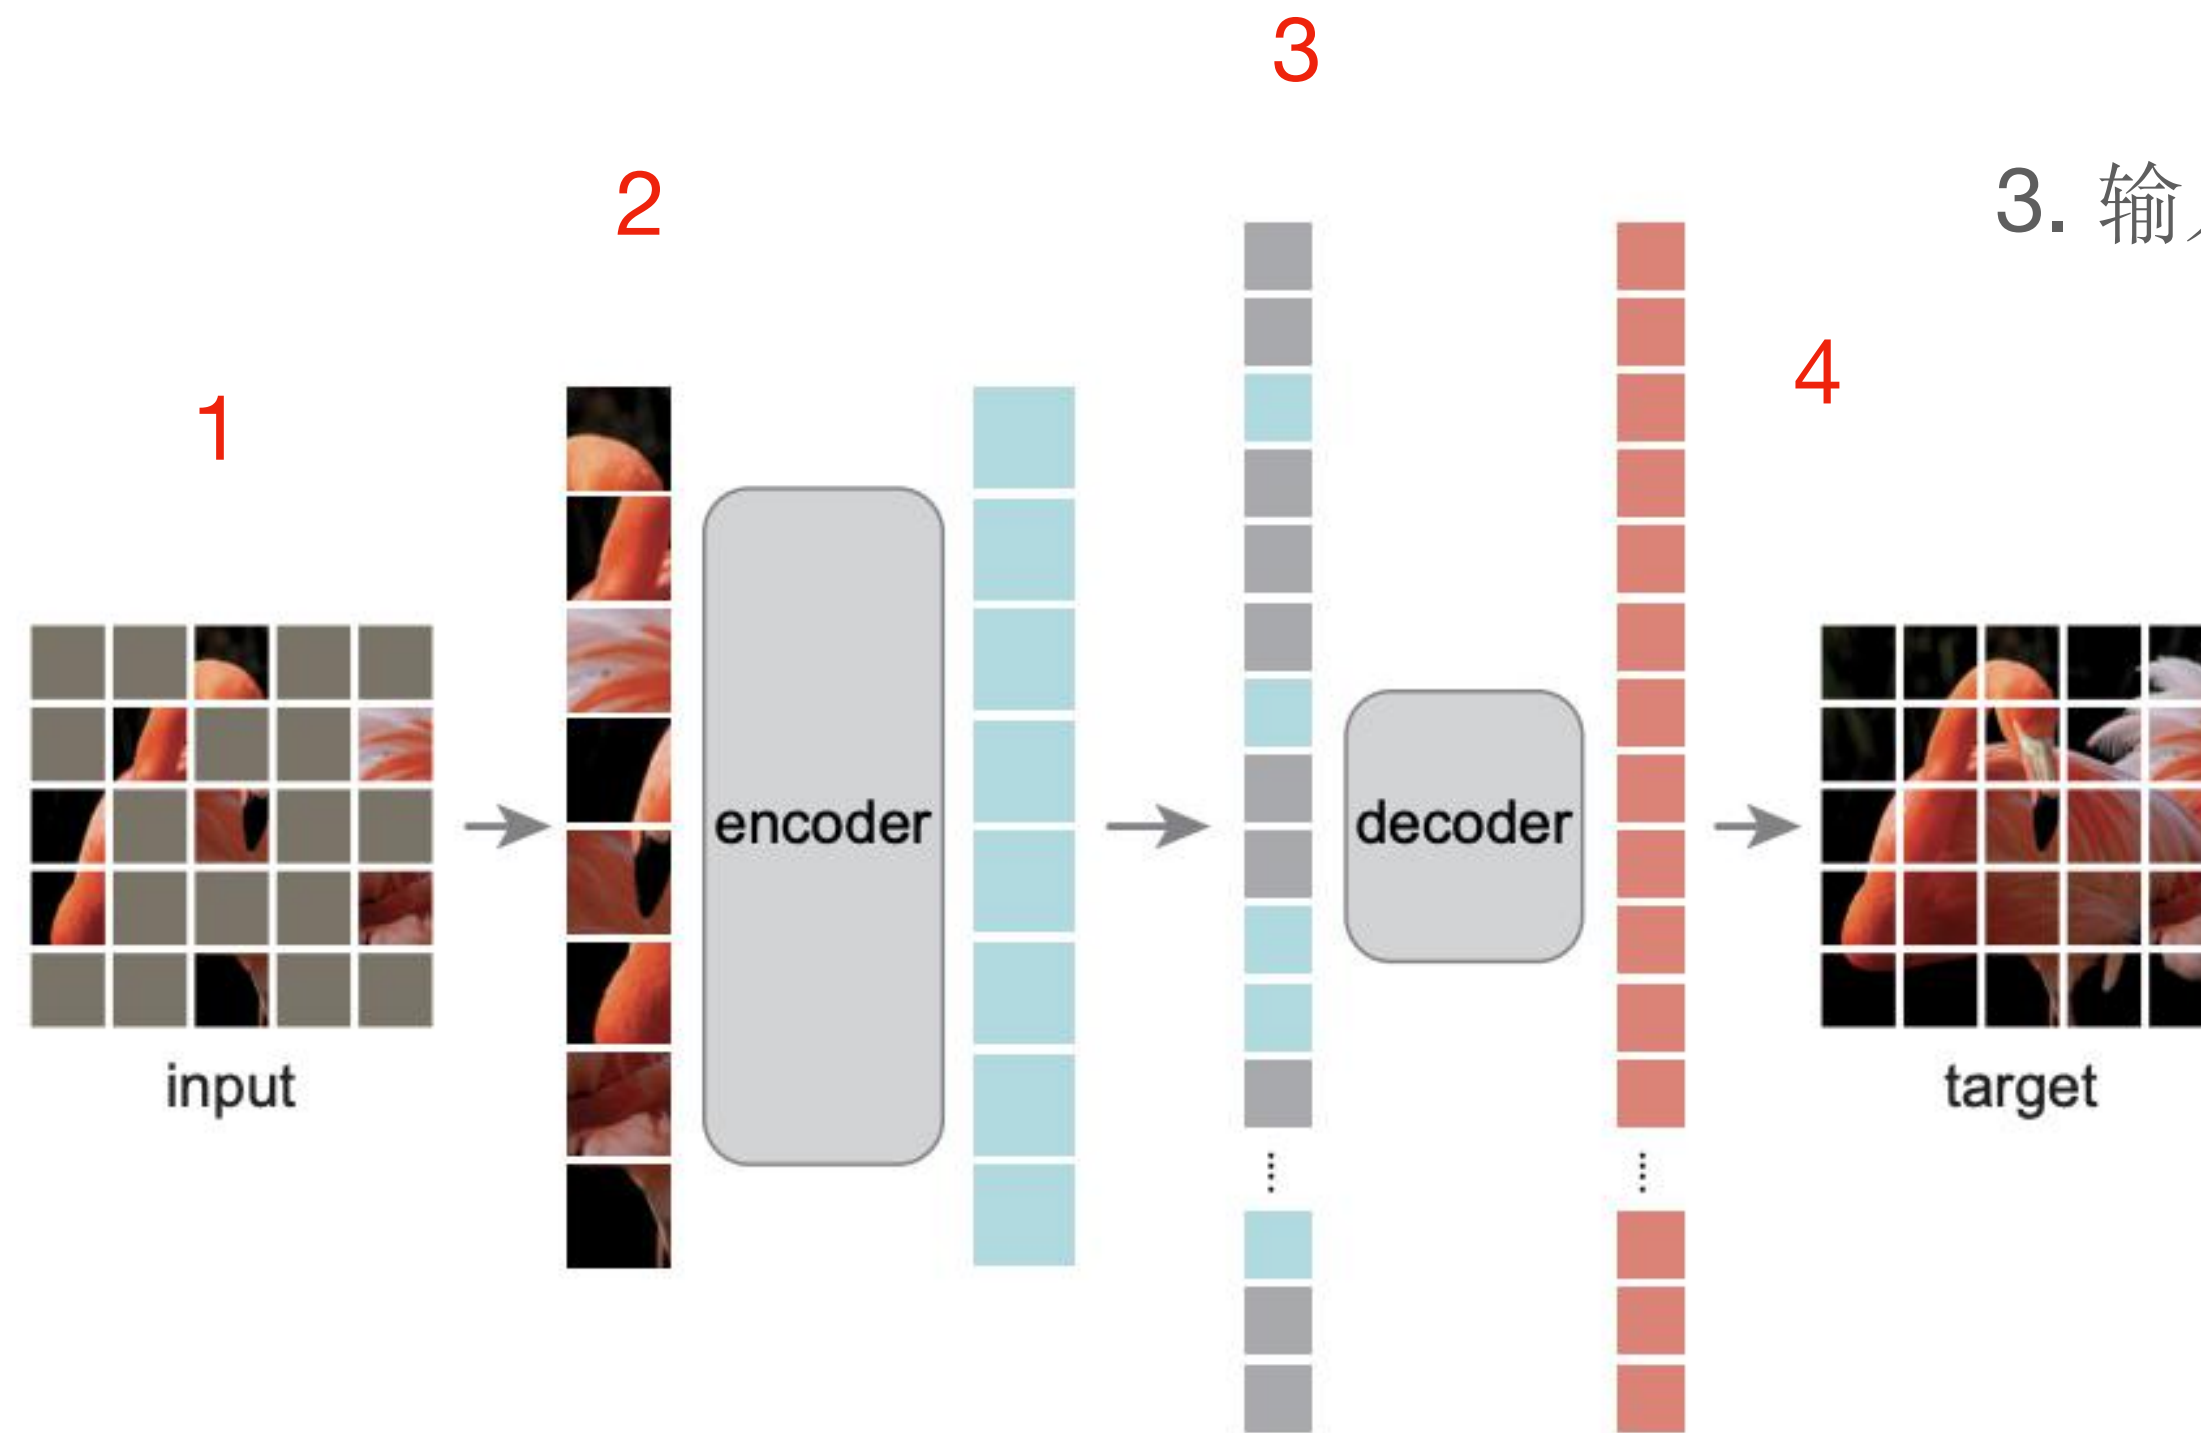 3
2
3. 输
4
1
encoder
decoder
input
target